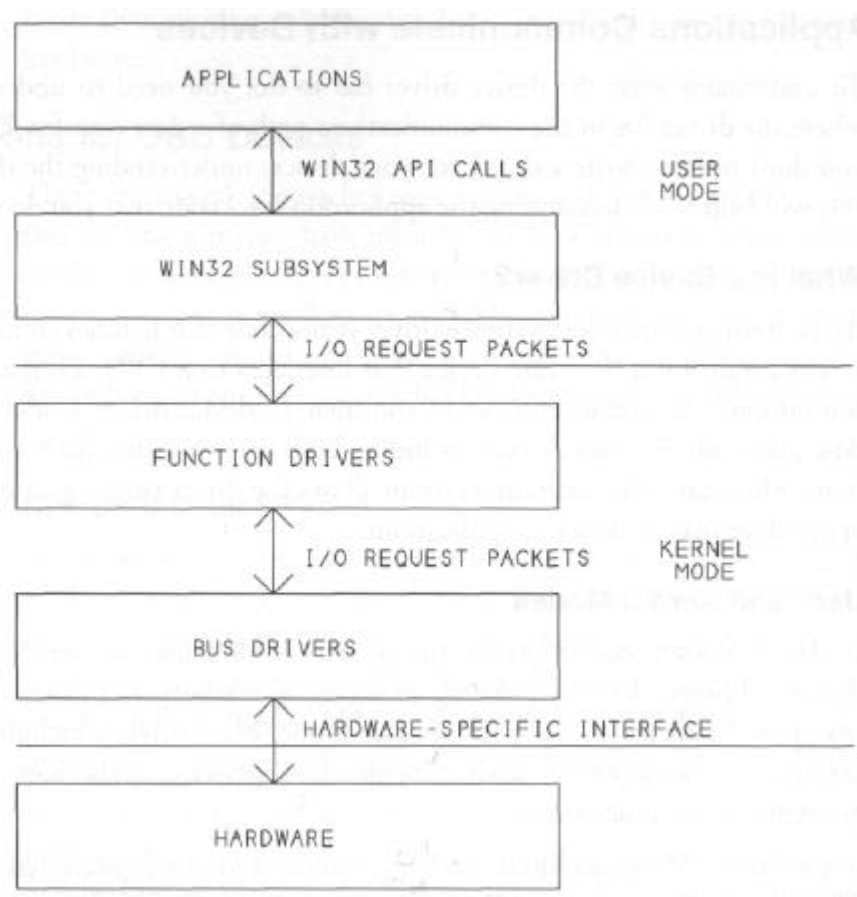 APPLICATIONS
WIN32 API CALLS
USER
MODE
WIN32 SUBSYSTEM
I/O REQUEST PACKETS
FUNCTION DRIVERS
I/O REQUEST PACKETS
KERNEL
MODE
BUS DRIVERS
HARDWARE-SPECIFIC INTERFACE
HARDWARE